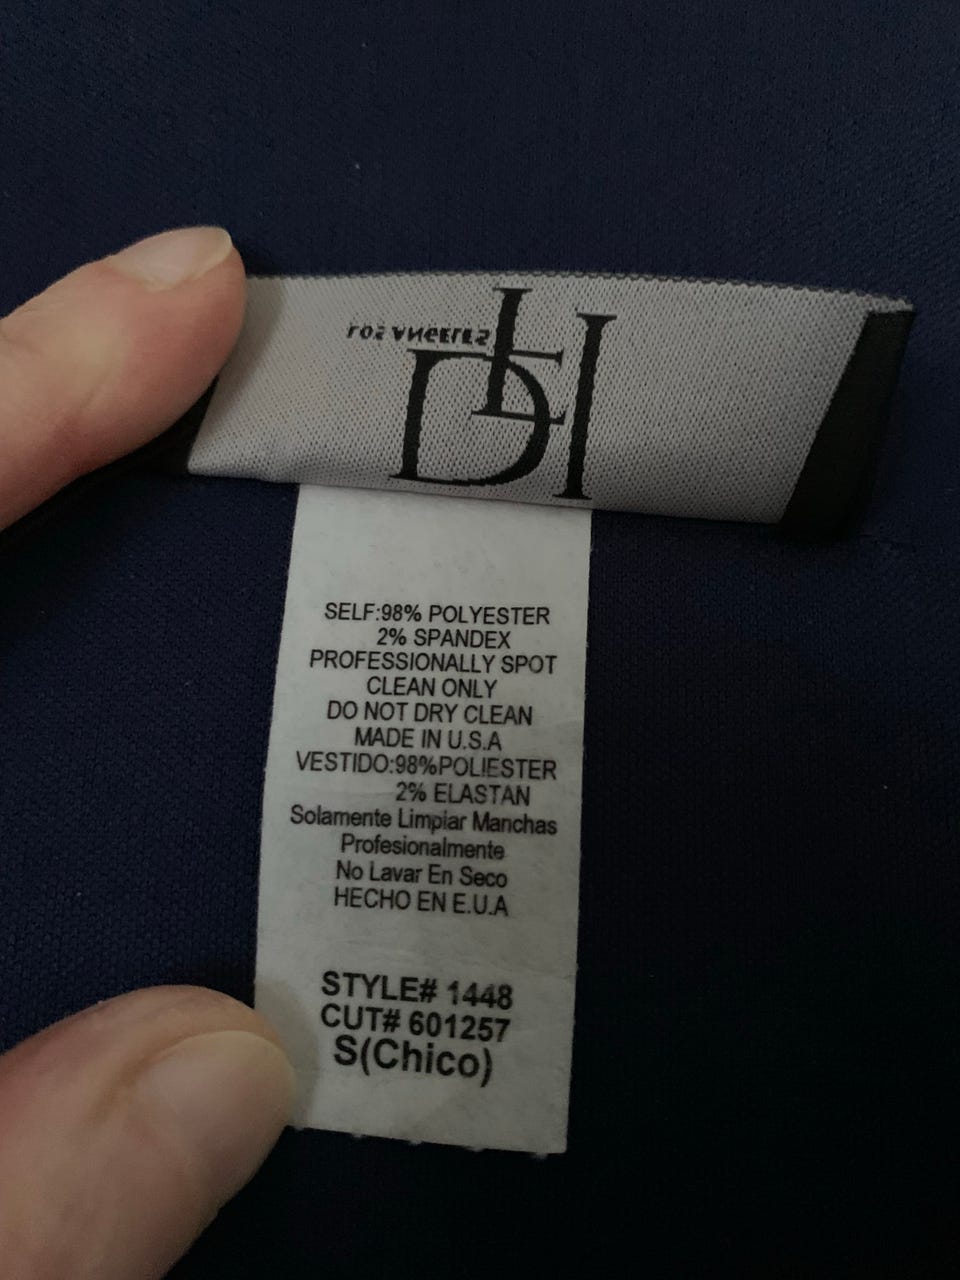 LOS ANGELES
SELF:98% POLYESTER
2% SPANDEX
PROFESSIONALLY SPOT
CLEAN ONLY
DO NOT DRY CLEAN
MADE IN U.S.A
VESTIDO:98%POLIESTER
2% ELASTAN
Solamente Limpiar Manchas
Profesionalmente
No Lavar En Seco
HECHO EN E.U.A
STYLE# 1448
CUT# 601257
S(Chico)